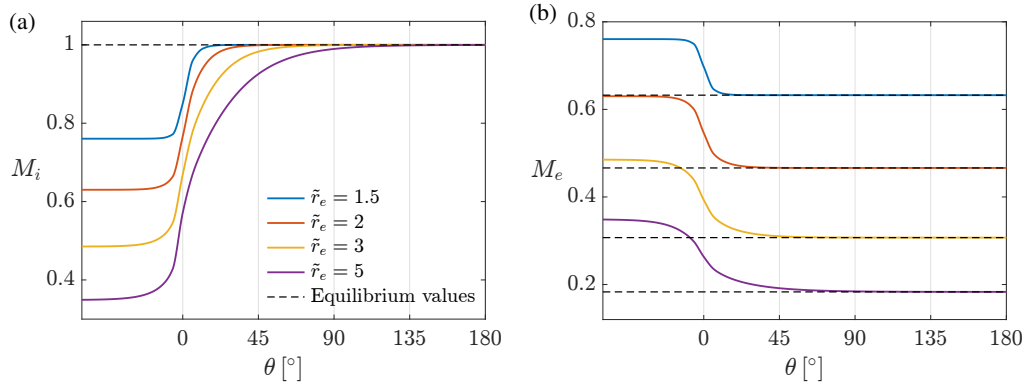 (a)
1
0.8
0.6
0.4
M_i
0 45 90 135 180
θ [°]
r̃_e = 1.5
r̃_e = 2
r̃_e = 3
r̃_e = 5
Equilibrium values
(b)
0.8
0.6
0.4
0.2
M_e
0 45 90 135 180
θ [°]